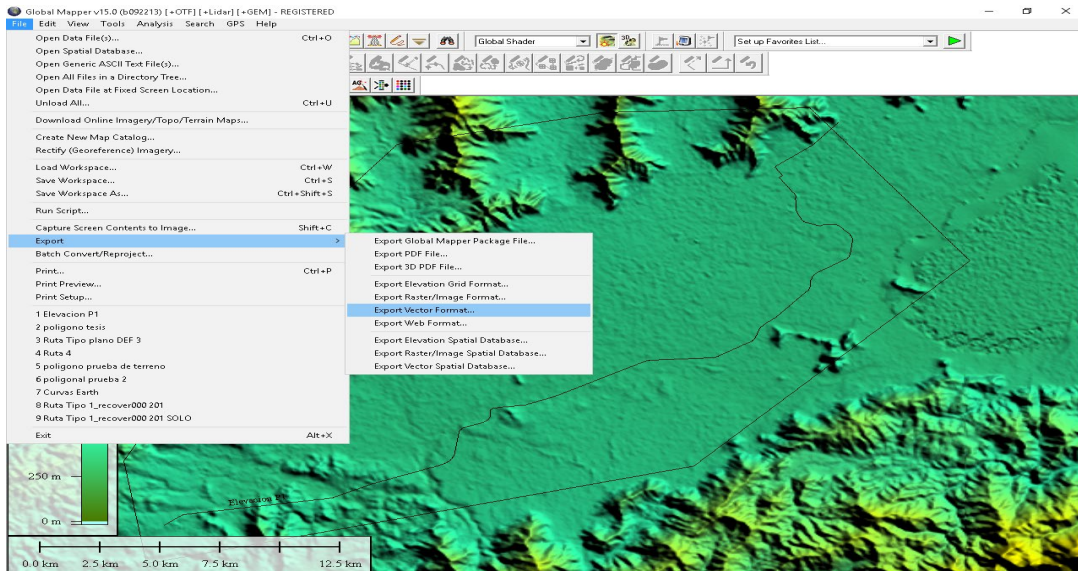 Global Mapper v15.0 (b092213) [+OTF] [+Lidar] [+GEM] - REGISTERED
File Edit View Tools Analysis Search GPS Help
Open Data File(s)... Ctrl+O
Open Spatial Database...
Open Generic ASCII Text File(s)...
Open All Files in a Directory Tree...
Open Data File at Fixed Screen Location...
Unload All... Ctrl+U
Download Online Imagery/Topo/Terrain Maps...
Create New Map Catalog...
Rectify (Georeference) Imagery...
Load Workspace... Ctrl+W
Save Workspace... Ctrl+S
Save Workspace As... Ctrl+Shift+S
Run Script...
Capture Screen Contents to Image... Shift+C
Export >
Batch Convert/Reproject...
Print... Ctrl+P
Print Preview...
Print Setup...
1 Elevacion P1
2 poligono tesis
3 Ruta Tipo plano DEF 3
4 Ruta 4
5 poligono prueba de terreno
6 poligonal prueba 2
7 Curvas Earth
8 Ruta Tipo 1_recover000 201
9 Ruta Tipo 1_recover000 201 SOLO
Exit Alt+X
Global Shader
3D
Set up Favorites List...
Export Global Mapper Package File...
Export PDF File...
Export 3D PDF File...
Export Elevation Grid Format...
Export Raster/Image Format...
Export Vector Format...
Export Web Format...
Export Elevation Spatial Database...
Export Raster/Image Spatial Database...
Export Vector Spatial Database...
250 m
0 m
Elevacion P1
0.0 km 2.5 km 5.0 km 7.5 km 12.5 km